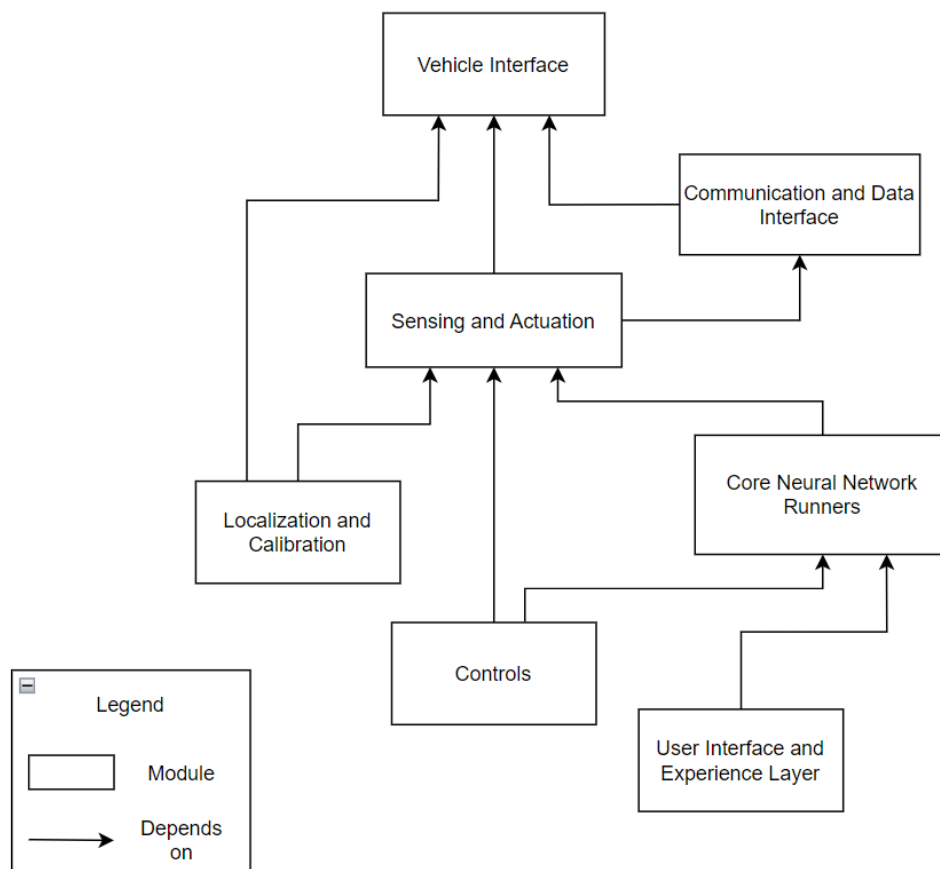 Vehicle Interface
Communication and Data
Interface
Sensing and Actuation
Core Neural Network
Runners
Localization and
Calibration
Controls
User Interface and
Experience Layer
Legend
Module
Depends
on